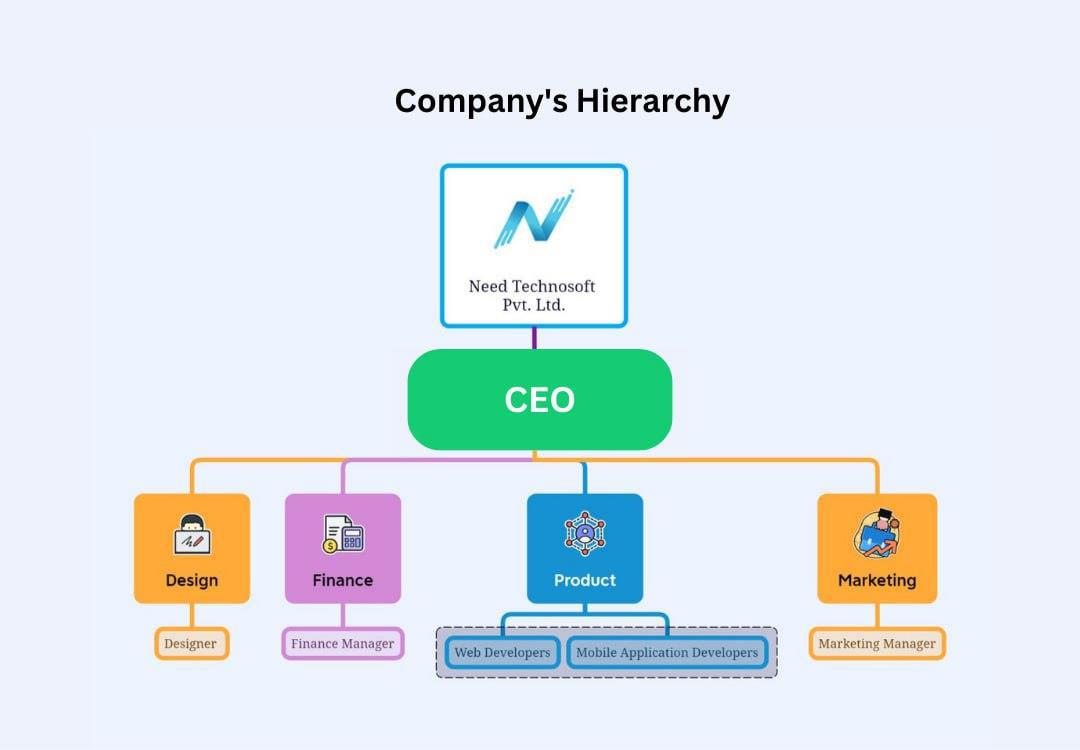 Company's Hierarchy
Need Technosoft
Pvt. Ltd.
CEO
Design
Finance
Product
Marketing
Designer
Finance Manager
Web Developers
Mobile Application Developers
Marketing Manager